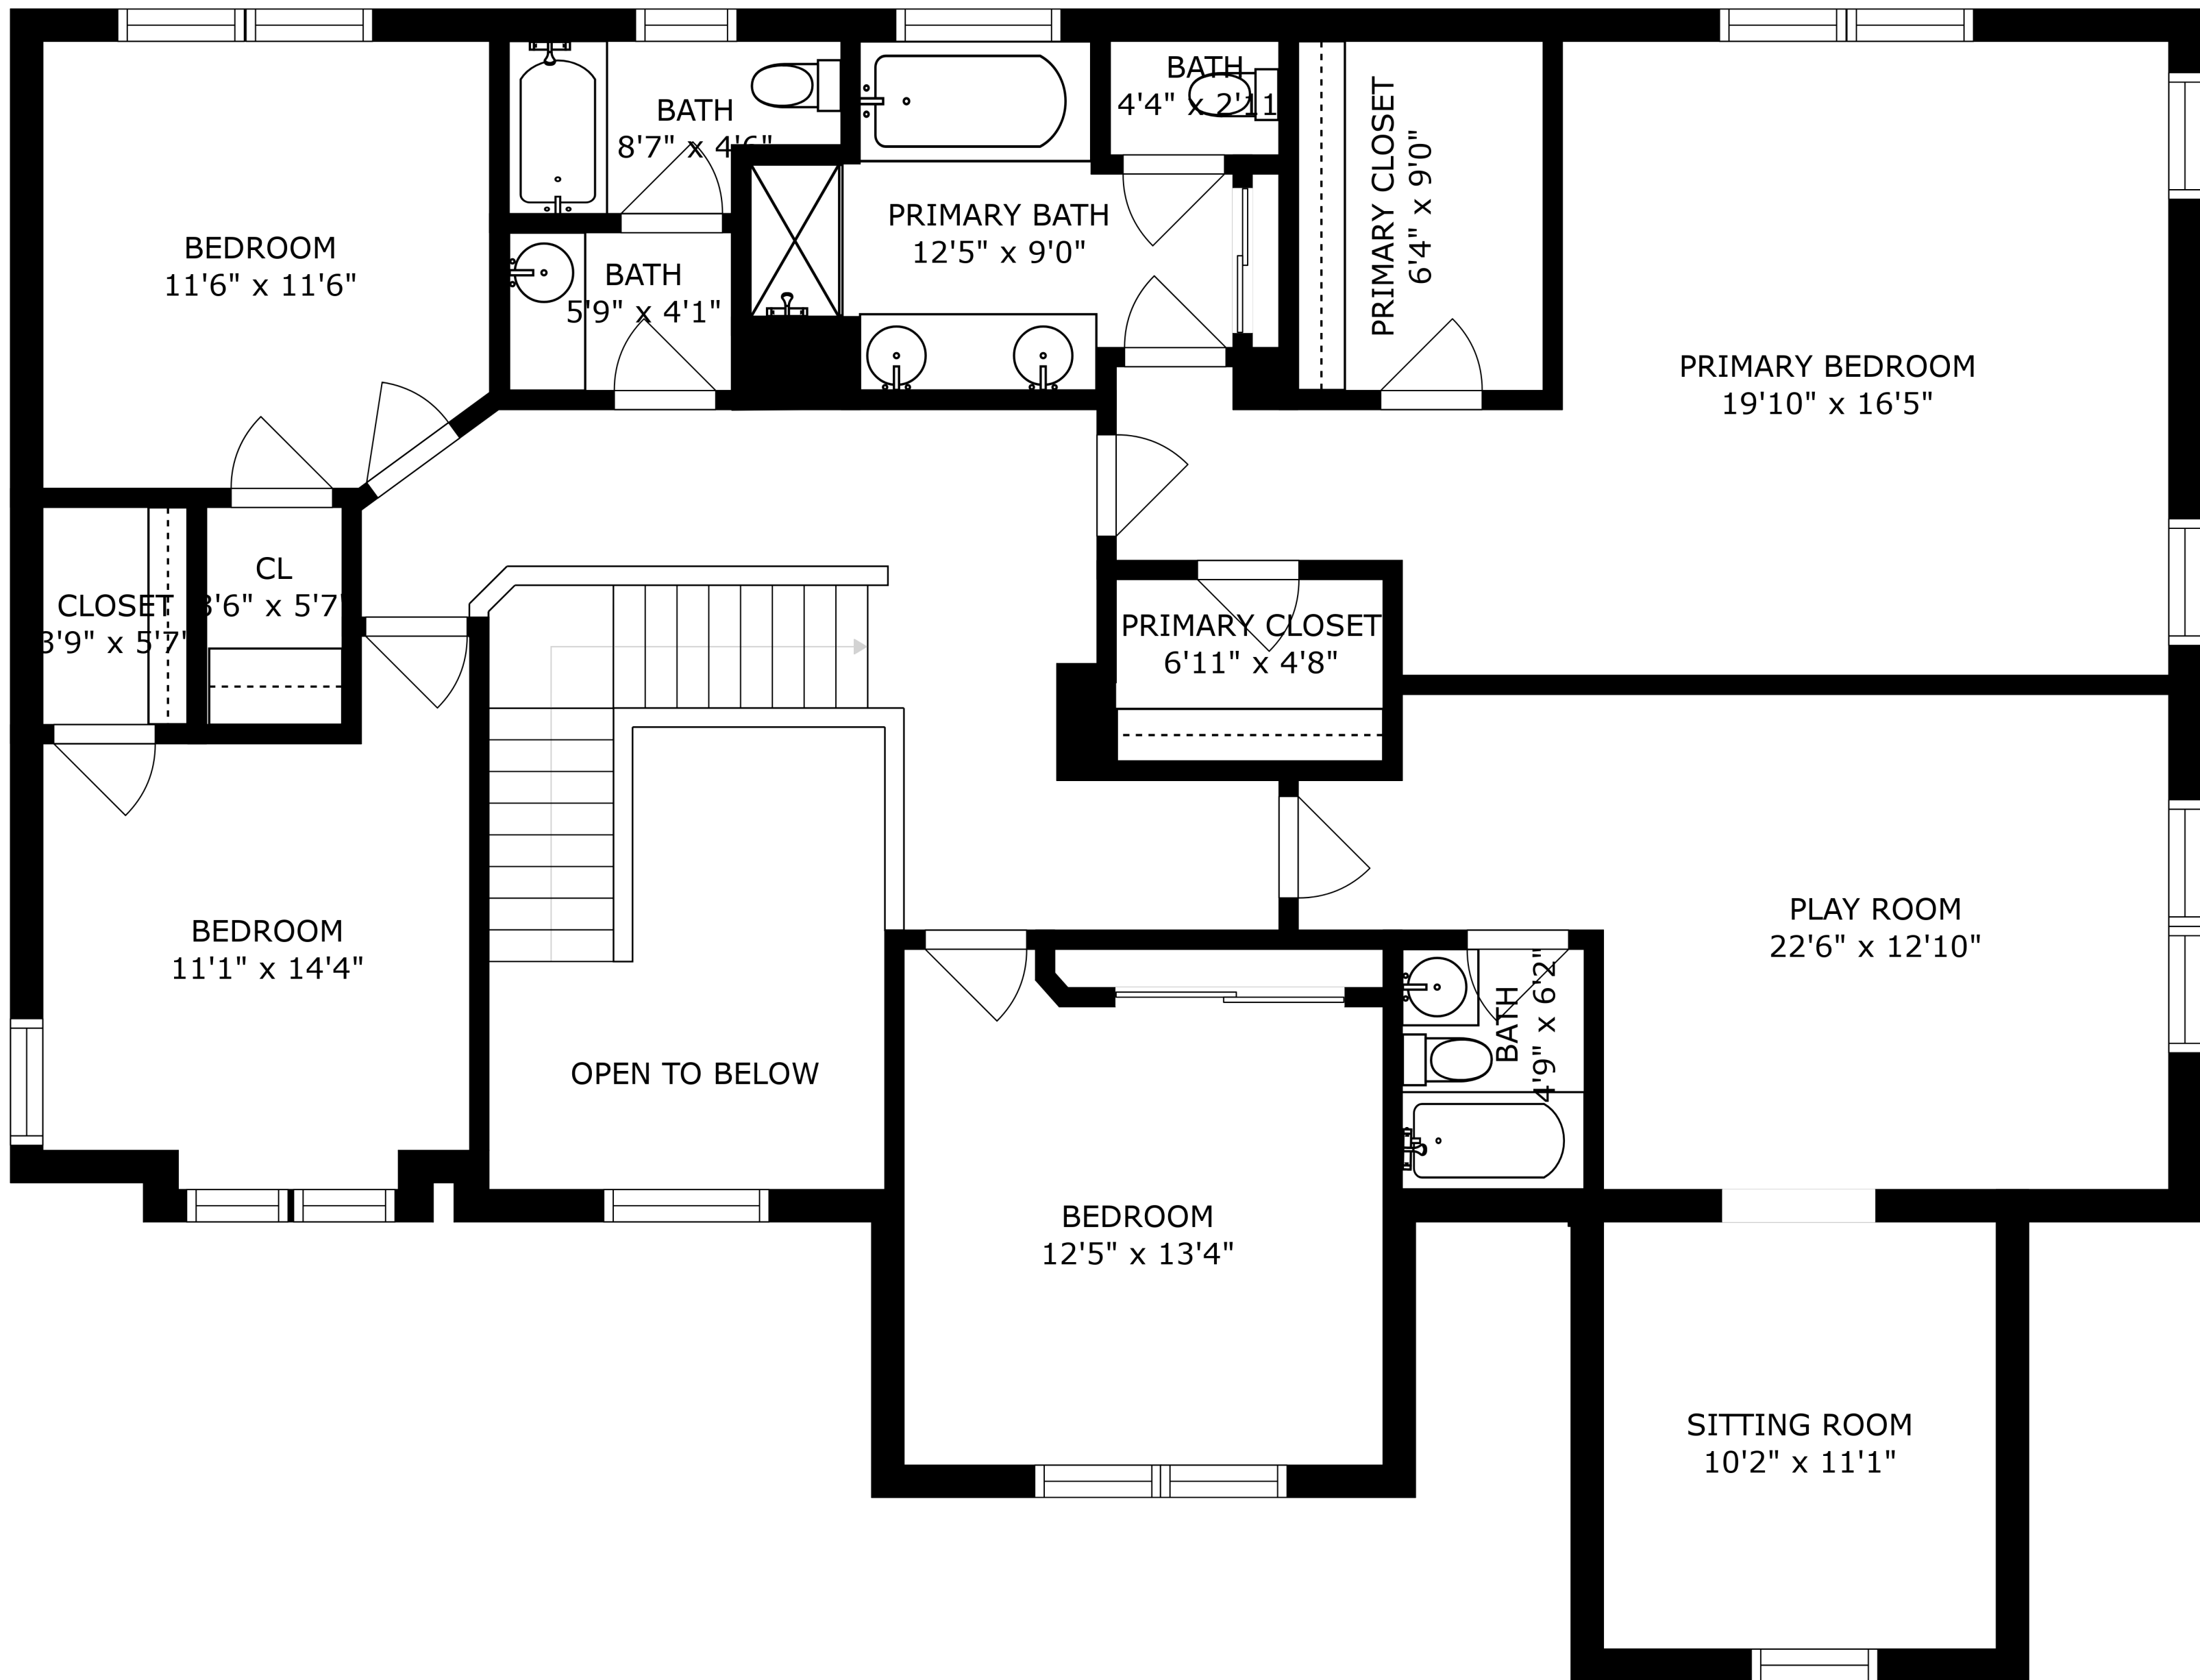 BEDROOM
11'6" x 11'6"
BATH
8'7" x 4'6"
BATH
5'9" x 4'1"
PRIMARY BATH
12'5" x 9'0"
BATH
4'4" x 2'11
PRIMARY CLOSET
6'4" x 9'0"
PRIMARY BEDROOM
19'10" x 16'5"
CLOSET
3'9" x 5'7"
CL
3'6" x 5'7"
PRIMARY CLOSET
6'11" x 4'8"
BEDROOM
11'1" x 14'4"
OPEN TO BELOW
BEDROOM
12'5" x 13'4"
BATH
4'9" x 6'2"
PLAY ROOM
22'6" x 12'10"
SITTING ROOM
10'2" x 11'1"